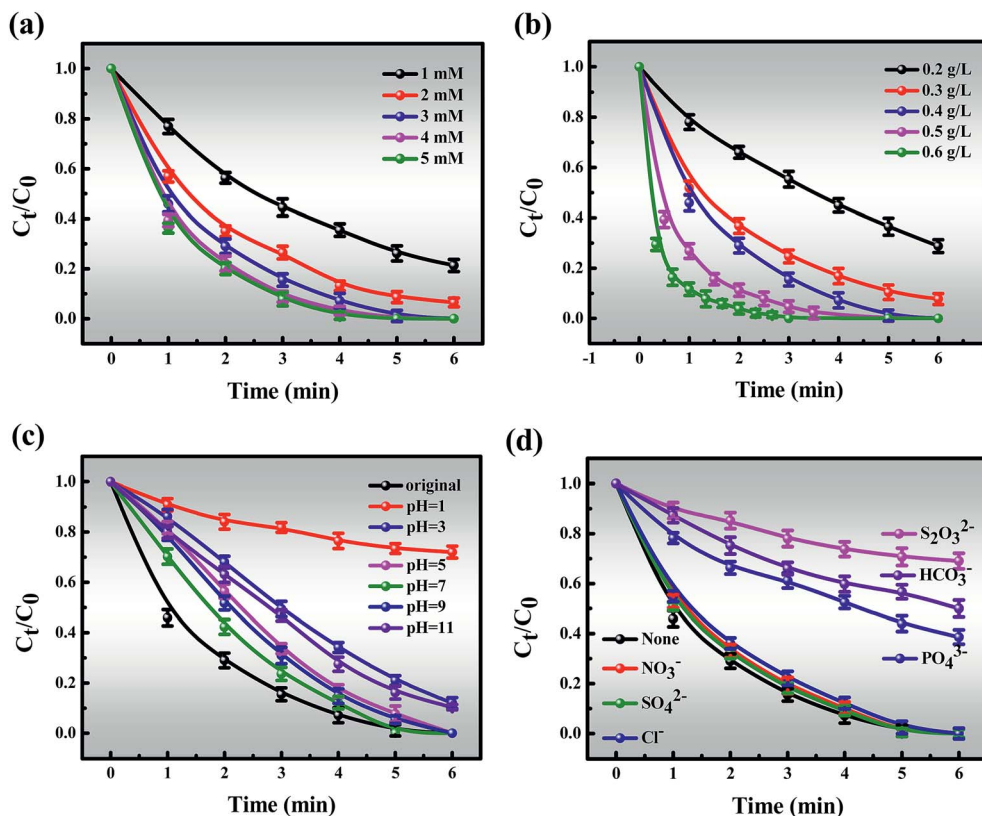 (a)
1.0
0.8
0.6
0.4
0.2
0.0
Ct/C0
1 mM
2 mM
3 mM
4 mM
5 mM
0 1 2 3 4 5 6
Time (min)
(b)
1.0
0.8
0.6
0.4
0.2
0.0
Ct/C0
0.2 g/L
0.3 g/L
0.4 g/L
0.5 g/L
0.6 g/L
-1 0 1 2 3 4 5 6
Time (min)
(c)
1.0
0.8
0.6
0.4
0.2
0.0
Ct/C0
original
pH=1
pH=3
pH=5
pH=7
pH=9
pH=11
0 1 2 3 4 5 6
Time (min)
(d)
1.0
0.8
0.6
0.4
0.2
0.0
Ct/C0
S₂O₃²⁻
HCO₃⁻
PO₄³⁻
None
NO₃⁻
SO₄²⁻
Cl⁻
0 1 2 3 4 5 6
Time (min)